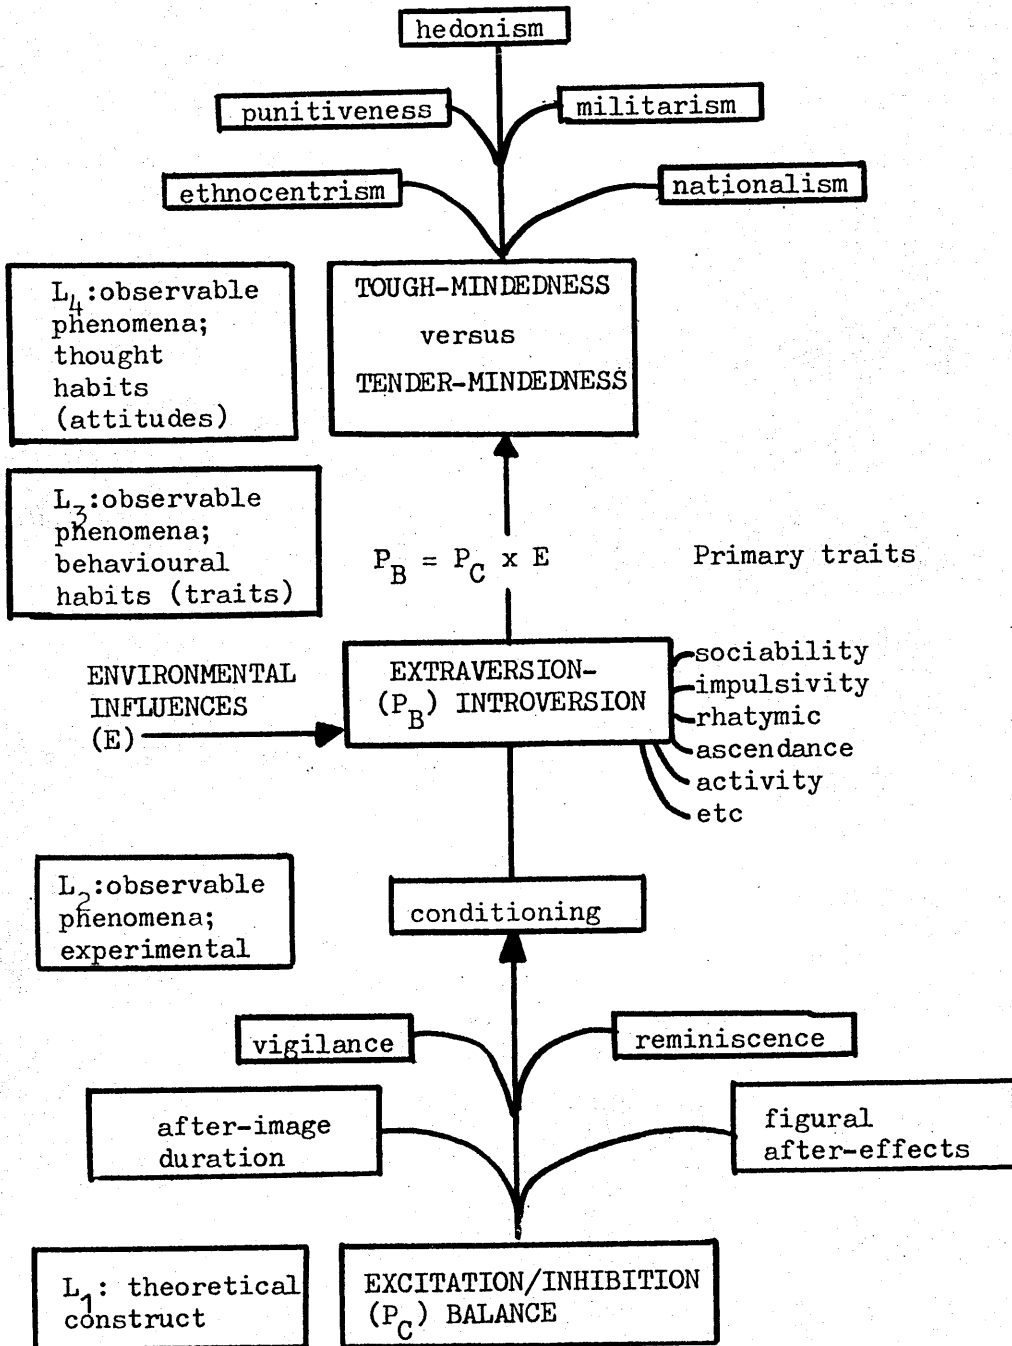 hedonism
punitiveness
militarism
ethnocentrism
nationalism
L4:observable
phenomena;
thought
habits
(attitudes)
TOUGH-MINDEDNESS
versus
TENDER-MINDEDNESS
L3:observable
phenomena;
behavioural
habits (traits)
PB = PC x E
Primary traits
ENVIRONMENTAL
INFLUENCES
(E)
EXTRAVERSION-
(PB) INTROVERSION
sociability
impulsivity
rhatymic
ascendance
activity
etc
L2:observable
phenomena;
experimental
conditioning
vigilance
reminiscence
after-image
duration
figural
after-effects
L1: theoretical
construct
EXCITATION/INHIBITION
(PC) BALANCE